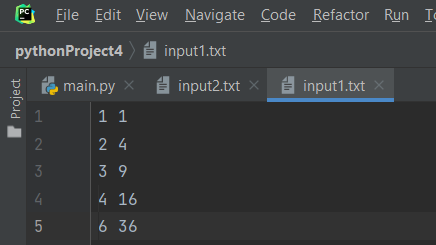 PC File Edit View Navigate Code Refactor Run
pythonProject4 input1.txt
Project
main.py input2.txt input1.txt
1 1 1
2 2 4
3 3 9
4 4 16
5 6 36